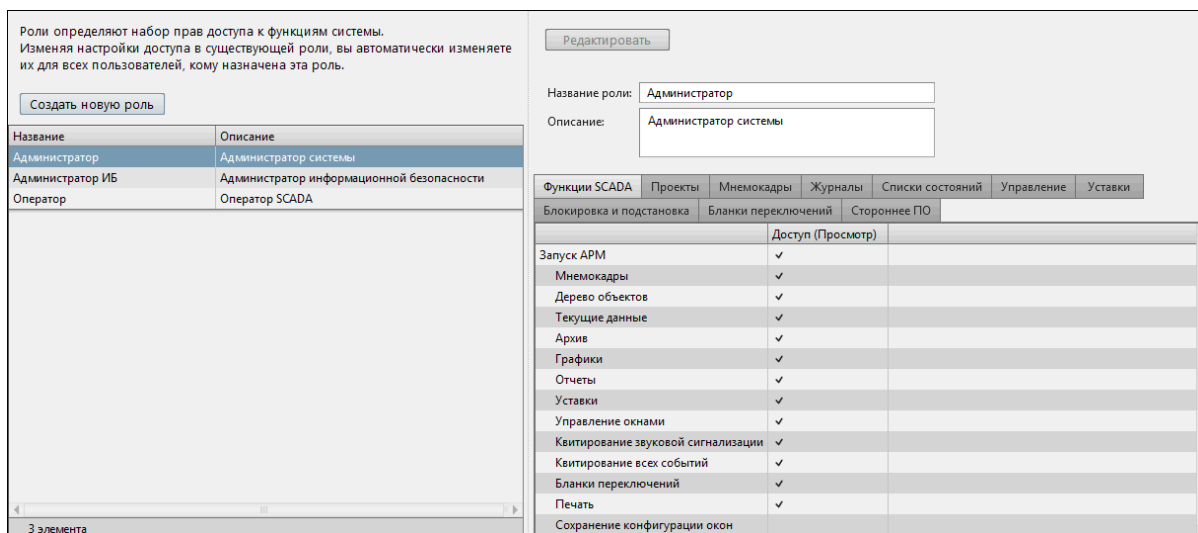 Роли определяют набор прав доступа к функциям системы.
Изменяя настройки доступа в существующей роли, вы автоматически изменяете
их для всех пользователей, кому назначена эта роль.
Создать новую роль
Название Описание
Администратор Администратор системы
Администратор ИБ Администратор информационной безопасности
Оператор Оператор SCADA
3 элемента
Редактировать
Название роли: Администратор
Описание: Администратор системы
Функции SCADA Проекты Мнемокадры Журналы Списки состояний Управление Уставки
Блокировка и подстановка Бланки переключений Стороннее ПО
Доступ (Просмотр)
Запуск АРМ ✓
Мнемокадры ✓
Дерево объектов ✓
Текущие данные ✓
Архив ✓
Графики ✓
Отчеты ✓
Уставки ✓
Управление окнами ✓
Квитирование звуковой сигнализации ✓
Квитирование всех событий ✓
Бланки переключений ✓
Печать ✓
Сохранение конфигурации окон